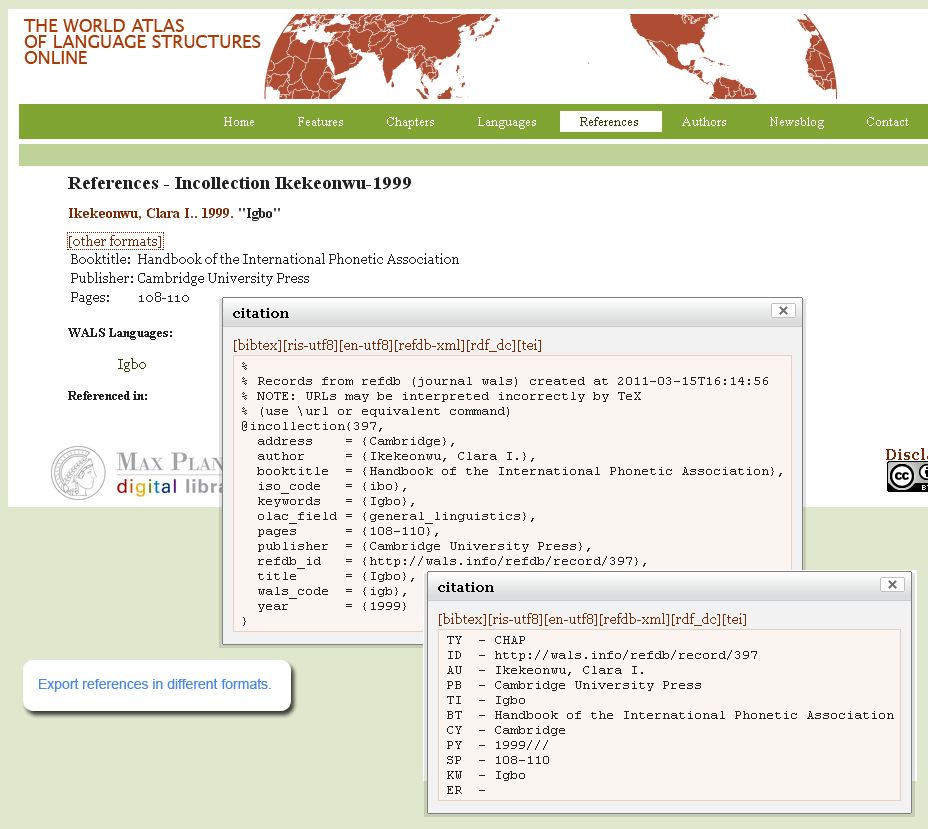 THE WORLD ATLAS
OF LANGUAGE STRUCTURES
ONLINE
Home Features Chapters Languages References Authors Newsblog Contact
References - Incollection Ikekeonwu-1999
Ikekeonwu, Clara I.. 1999. "Igbo"
[other formats]
Booktitle: Handbook of the International Phonetic Association
Publisher: Cambridge University Press
Pages: 108-110
WALS Languages:
Igbo
Referenced in:
MAX PLAN
digital libra
Discl
cc
citation
[bibtex][ris-utf8][en-utf8][refdb-xml][rdf_dc][tei]
%
% Records from refdb (journal wals) created at 2011-03-15T16:14:56
% NOTE: URLs may be interpreted incorrectly by TeX
% (use \url or equivalent command)
@incollection{397,
address = {Cambridge},
author = {Ikekeonwu, Clara I.},
booktitle = {Handbook of the International Phonetic Association},
iso_code = {ibo},
keywords = {Igbo},
olac_field = {general_linguistics},
pages = {108-110},
publisher = {Cambridge University Press},
refdb_id = {http://wals.info/refdb/record/397},
title = {Igbo},
wals_code = {igb},
year = {1999}
}
citation
[bibtex][ris-utf8][en-utf8][refdb-xml][rdf_dc][tei]
TY - CHAP
ID - http://wals.info/refdb/record/397
AU - Ikekeonwu, Clara I.
PB - Cambridge University Press
TI - Igbo
BT - Handbook of the International Phonetic Association
CY - Cambridge
PY - 1999///
SP - 108-110
KW - Igbo
ER -
Export references in different formats.